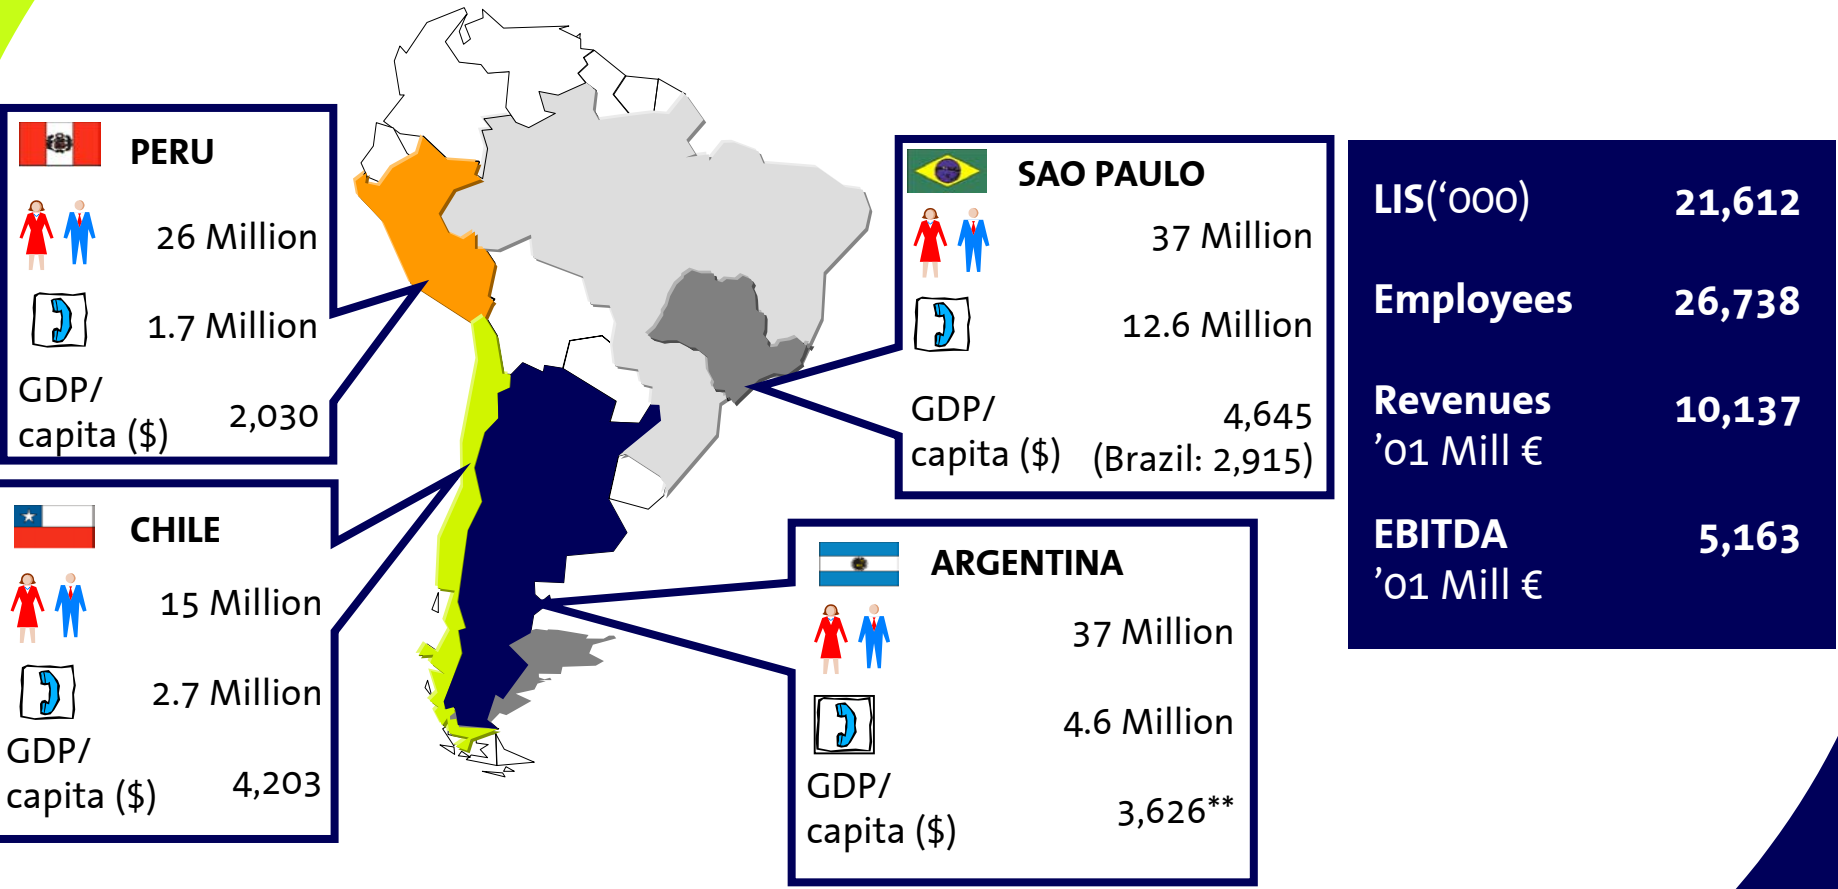 PERU
26 Million
1.7 Million
GDP/
capita ($) 2,030
CHILE
15 Million
2.7 Million
GDP/
capita ($) 4,203
SAO PAULO
37 Million
12.6 Million
GDP/ 4,645
capita ($) (Brazil: 2,915)
ARGENTINA
37 Million
4.6 Million
GDP/
capita ($) 3,626**
LIS(‘000) 21,612
Employees 26,738
Revenues 10,137
’01 Mill €
EBITDA 5,163
’01 Mill €